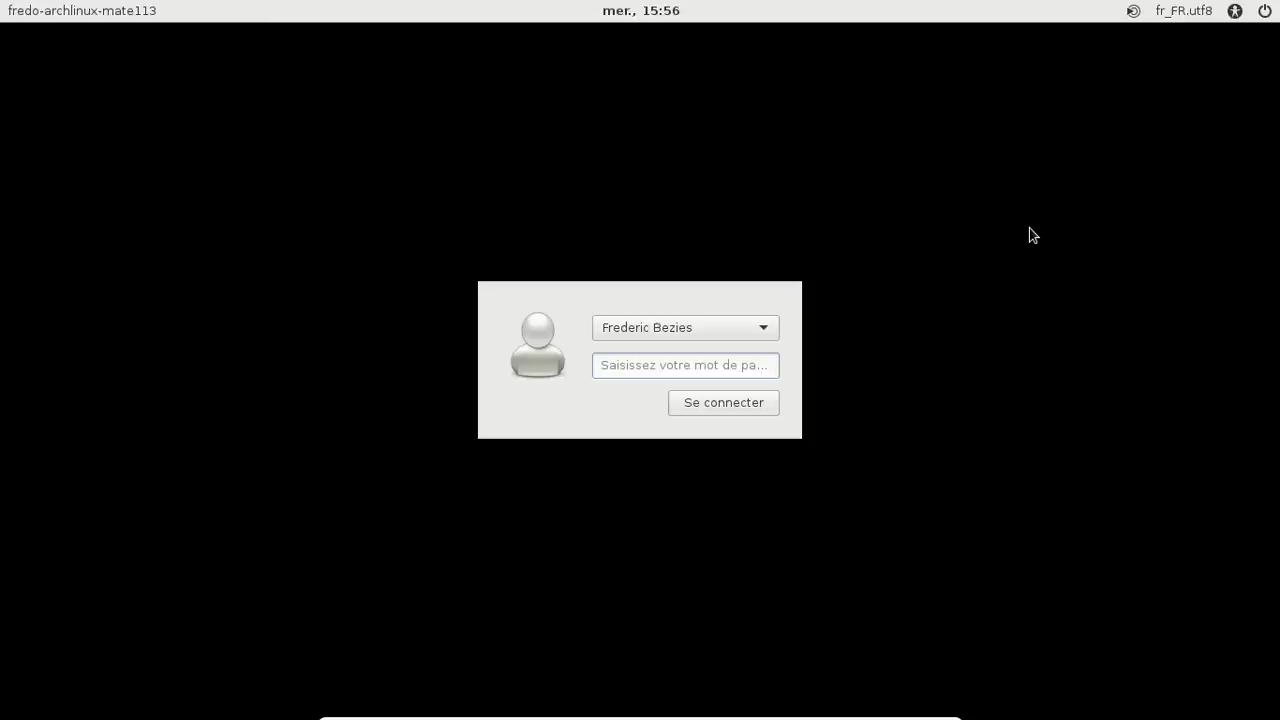 fredo-archlinux-mate113
mer., 15:56
fr_FR.utf8
Frederic Bezies
Saisissez votre mot de pa...
Se connecter